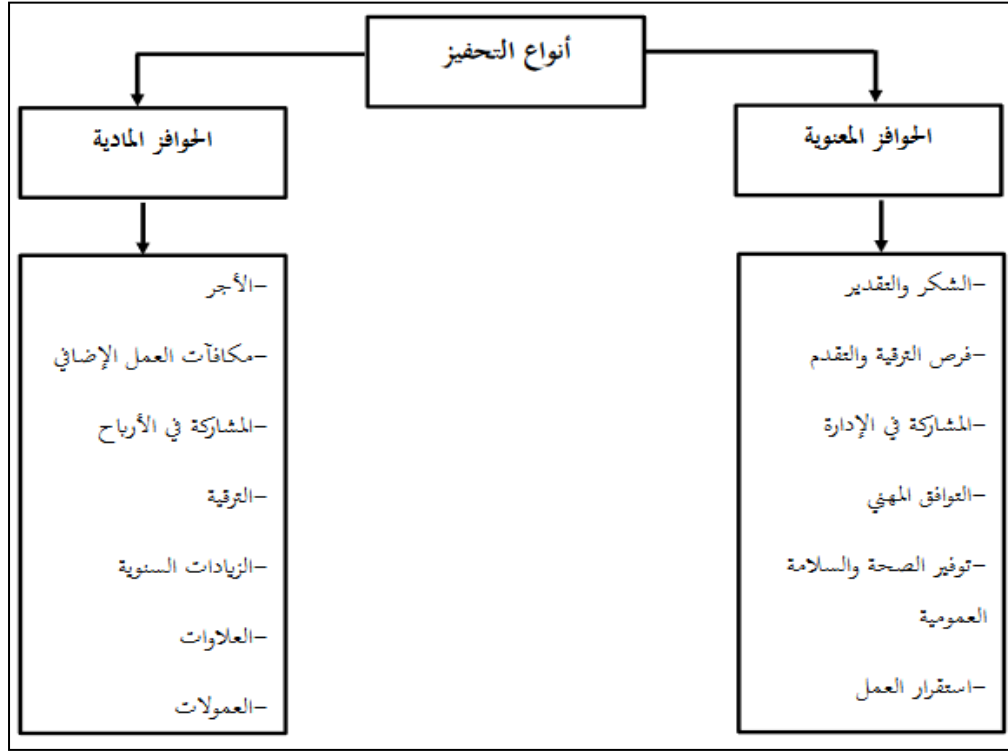 أنواع التحفيز
الحوافز المعنوية
الحوافز المادية
-الشكر والتقدير
-فرص الترقية والتقدم
-المشاركة في الإدارة
-التوافق المهني
-توفير الصحة والسلامة
العمومية
-استقرار العمل
-الأجر
-مكافآت العمل الإضافي
-المشاركة في الأرباح
-الترقية
-الزيادات السنوية
-العلاوات
-العمولات